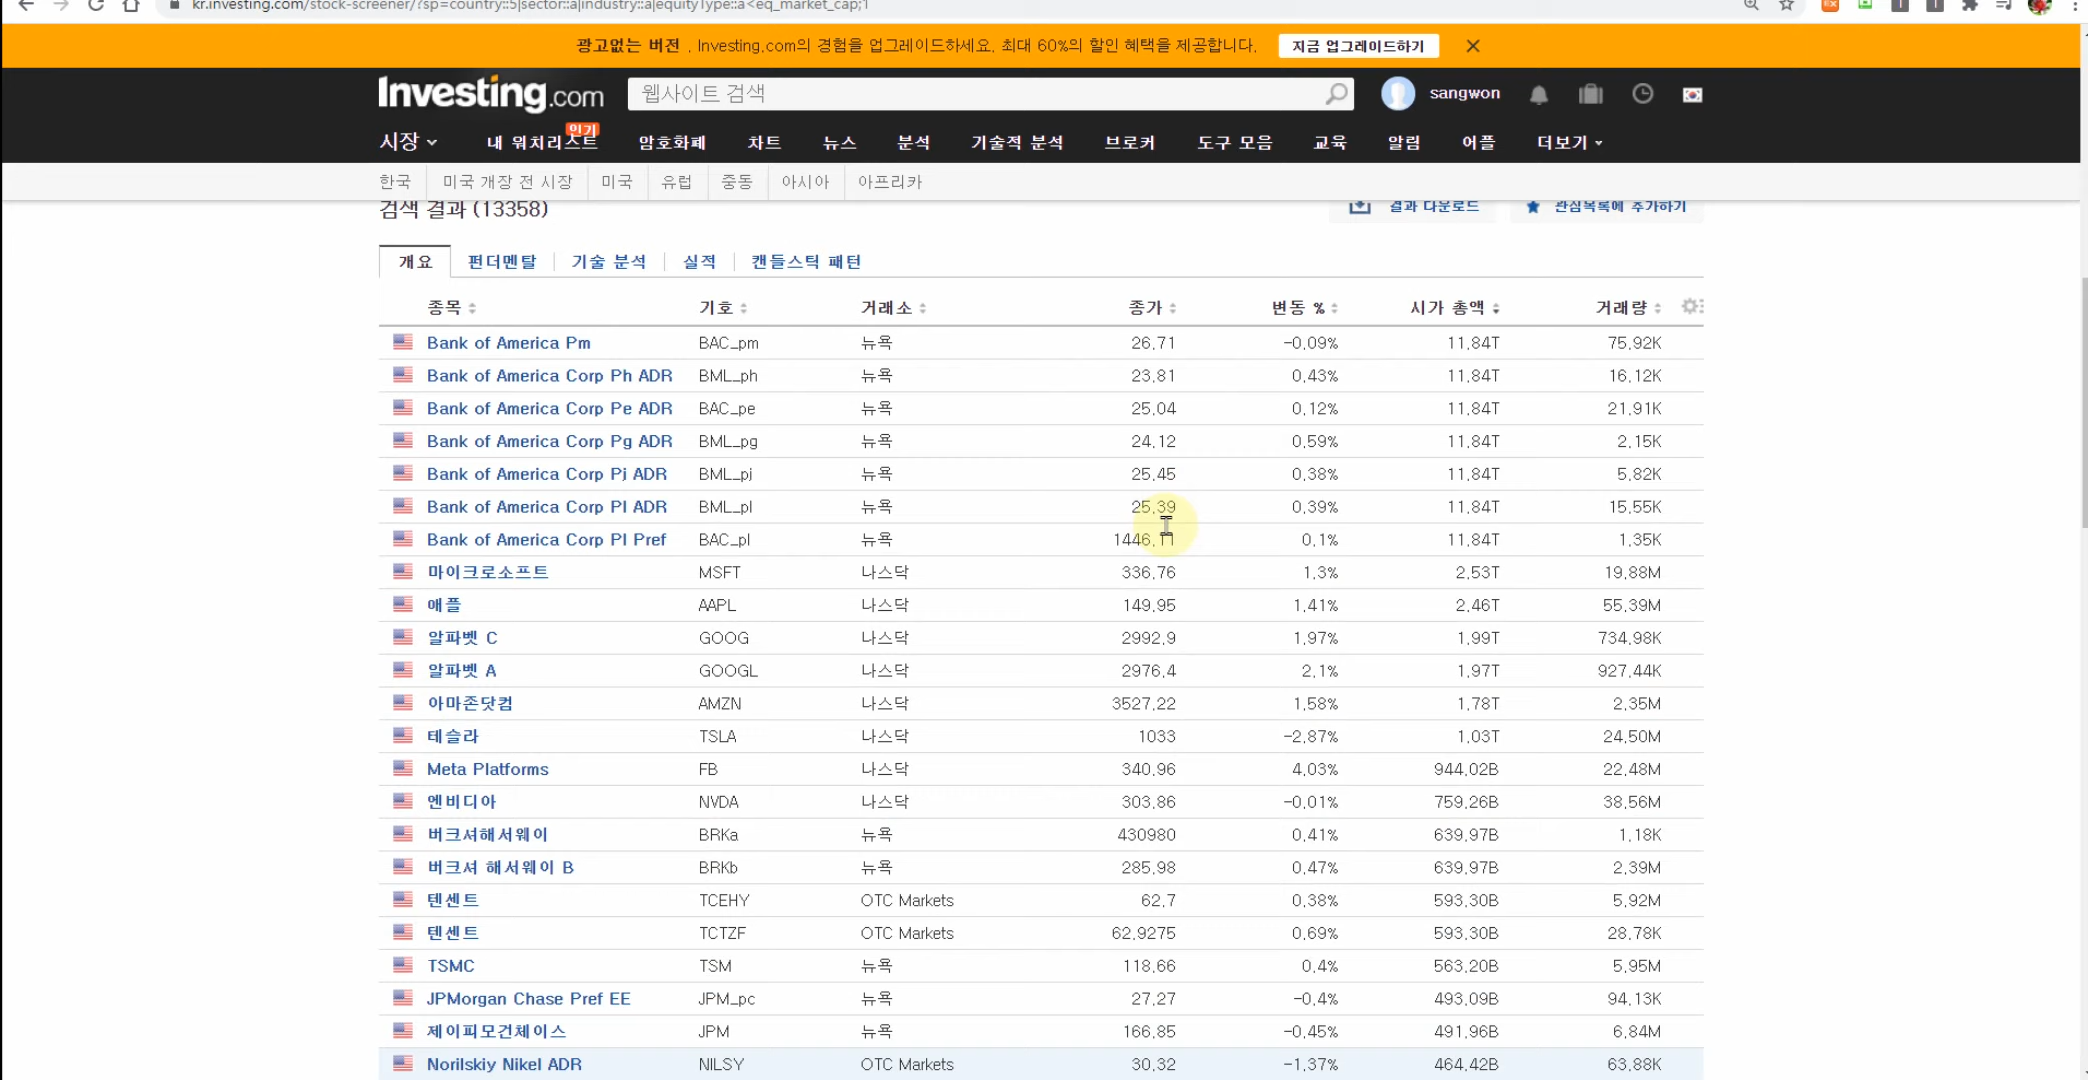 kr.investing.com/stock-screener/?sp=country::5|sector::a|industry::a|equityType::a<eq_market_cap;1
광고없는 버전 . Investing.com의 경험을 업그레이드하세요. 최대 60%의 할인 혜택을 제공합니다. 지금 업그레이드하기
Investing.com 웹사이트 검색 sangwon
인기
시장 내 워치리스트 암호화폐 차트 뉴스 분석 기술적 분석 브로커 도구 모음 교육 알림 어플 더보기
한국 미국 개장 전 시장 미국 유럽 중동 아시아 아프리카
검색 결과 (13358) 결과 다운로드 관심목록에 추가하기
개요 펀더멘탈 기술 분석 실적 캔들스틱 패턴
종목 기호 거래소 종가 변동 % 시가 총액 거래량
Bank of America Pm BAC_pm 뉴욕 26.71 -0.09% 11.84T 75.92K
Bank of America Corp Ph ADR BML_ph 뉴욕 23.81 0.43% 11.84T 16.12K
Bank of America Corp Pe ADR BAC_pe 뉴욕 25.04 0.12% 11.84T 21.91K
Bank of America Corp Pg ADR BML_pg 뉴욕 24.12 0.59% 11.84T 2.15K
Bank of America Corp Pj ADR BML_pj 뉴욕 25.45 0.38% 11.84T 5.82K
Bank of America Corp Pl ADR BML_pl 뉴욕 25.39 0.39% 11.84T 15.55K
Bank of America Corp Pl Pref BAC_pl 뉴욕 1446.11 0.1% 11.84T 1.35K
마이크로소프트 MSFT 나스닥 336.76 1.3% 2.53T 19.88M
애플 AAPL 나스닥 149.95 1.41% 2.46T 55.39M
알파벳 C GOOG 나스닥 2992.9 1.97% 1.99T 734.98K
알파벳 A GOOGL 나스닥 2976.4 2.1% 1.97T 927.44K
아마존닷컴 AMZN 나스닥 3527.22 1.58% 1.78T 2.35M
테슬라 TSLA 나스닥 1033 -2.87% 1.03T 24.50M
Meta Platforms FB 나스닥 340.96 4.03% 944.02B 22.48M
엔비디아 NVDA 나스닥 303.86 -0.01% 759.26B 38.56M
버크셔해서웨이 BRKa 뉴욕 430980 0.41% 639.97B 1.18K
버크셔 해서웨이 B BRKb 뉴욕 285.98 0.47% 639.97B 2.39M
텐센트 TCEHY OTC Markets 62.7 0.38% 593.30B 5.92M
텐센트 TCTZF OTC Markets 62.9275 0.69% 593.30B 28.78K
TSMC TSM 뉴욕 118.66 0.4% 563.20B 5.95M
JPMorgan Chase Pref EE JPM_pc 뉴욕 27.27 -0.4% 493.09B 94.13K
제이피모건체이스 JPM 뉴욕 166.85 -0.45% 491.96B 6.84M
Norilskiy Nikel ADR NILSY OTC Markets 30.32 -1.37% 464.42B 63.88K